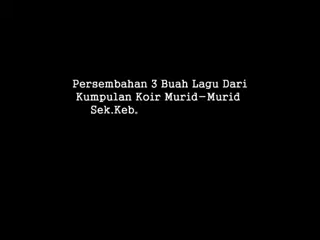 Persembahan 3 Buah Lagu Dari
Kumpulan Koir Murid-Murid
Sek.Keb.